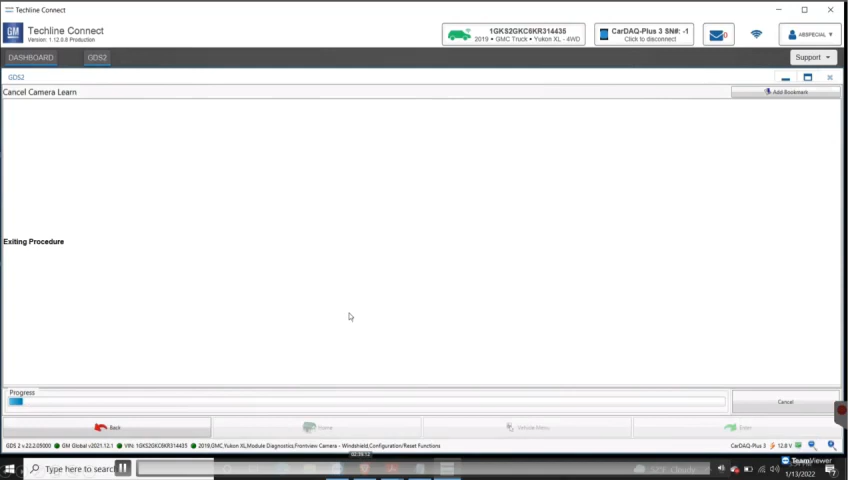 Techline Connect
GM
Techline Connect
Version: 1.12.0.8 Production
1GKS2GKC6KR314435
2019 • GMC Truck • Yukon XL - 4WD
CarDAQ-Plus 3 SN#: -1
Click to disconnect
0
ABSPECIAL
DASHBOARD
GDS2
Support
GDS2
Cancel Camera Learn
Add Bookmark
Exiting Procedure
Progress
Cancel
Back
Home
Vehicle Menu
GDS 2 v.22.2.05000
GM Global v2021.12.1
VIN: 1GKS2GKC6KR314435
2019,GMC,Yukon XL,Module Diagnostics,Frontview Camera - Windshield,Configuration/Reset Functions
CarDAQ-Plus 3
12.8 V
Type here to search
Cloudy
TeamViewer
1/13/2022